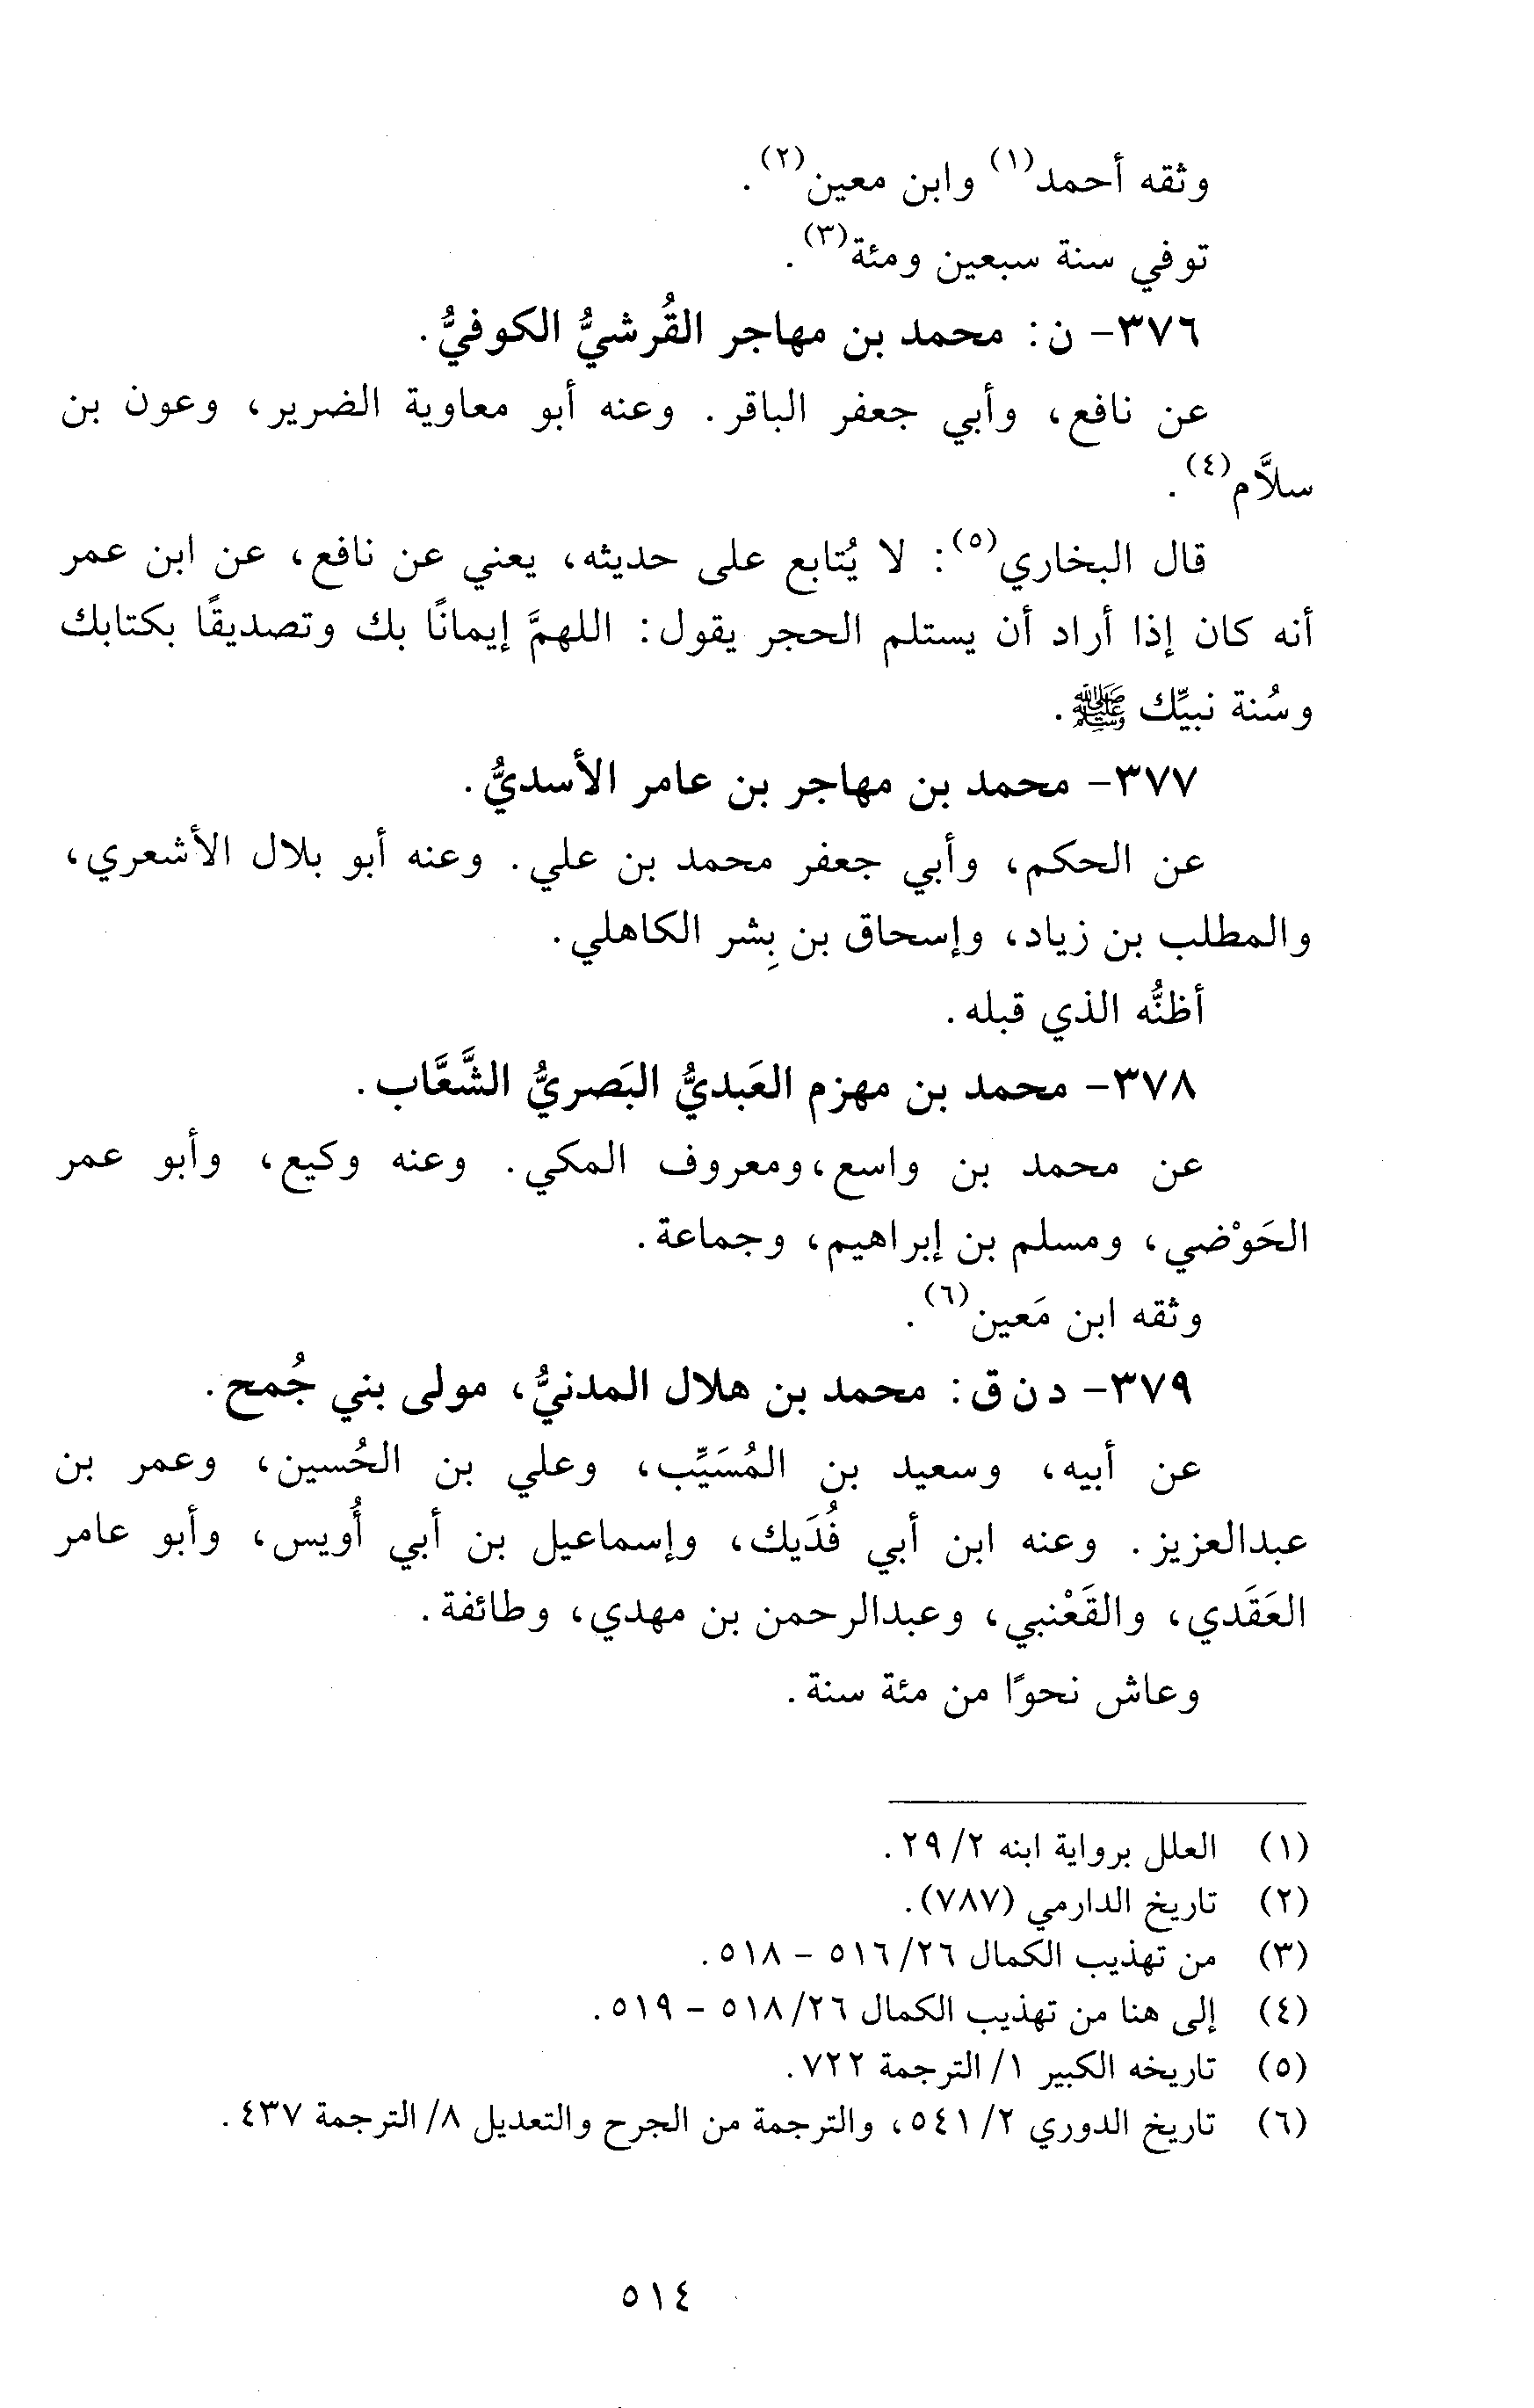 وثقه أحمد(١) وابن معين(٢).
توفي سنة سبعين ومئة(٣).
٣٧٦- ن: محمد بن مهاجر القُرشيُّ الكوفيُّ.
عن نافع، وأبي جعفر الباقر. وعنه أبو معاوية الضرير، وعون بن
سلاَّم(٤).
قال البخاري(٥): لا يُتابع على حديثه، يعني عن نافع، عن ابن عمر
أنه كان إذا أراد أن يستلم الحجر يقول: اللهمَّ إيمانًا بك وتصديقًا بكتابك
وسُنة نبيِّك ﷺ.
٣٧٧- محمد بن مهاجر بن عامر الأسديُّ.
عن الحكم، وأبي جعفر محمد بن علي. وعنه أبو بلال الأشعري،
والمطلب بن زياد، وإسحاق بن بِشر الكاهلي.
أظنُّه الذي قبله.
٣٧٨- محمد بن مهزم العَبديُّ البَصريُّ الشَّعَّاب.
عن محمد بن واسع،ومعروف المكي. وعنه وكيع، وأبو عمر
الحَوْضي، ومسلم بن إبراهيم، وجماعة.
وثقه ابن مَعين(٦).
٣٧٩- د ن ق: محمد بن هلال المدنيُّ، مولى بني جُمح.
عن أبيه، وسعيد بن المُسَيِّب، وعلي بن الحُسين، وعمر بن
عبدالعزيز. وعنه ابن أبي فُدَيك، وإسماعيل بن أبي أُويس، وأبو عامر
العَقَدي، والقَعْنبي، وعبدالرحمن بن مهدي، وطائفة.
وعاش نحوًا من مئة سنة.
(١) العلل برواية ابنه ٢/ ٢٩.
(٢) تاريخ الدارمي (٧٨٧).
(٣) من تهذيب الكمال ٢٦/ ٥١٦ - ٥١٨.
(٤) إلى هنا من تهذيب الكمال ٢٦/ ٥١٨ - ٥١٩.
(٥) تاريخه الكبير ١/ الترجمة ٧٢٢.
(٦) تاريخ الدوري ٢/ ٥٤١، والترجمة من الجرح والتعديل ٨/ الترجمة ٤٣٧.
٥١٤